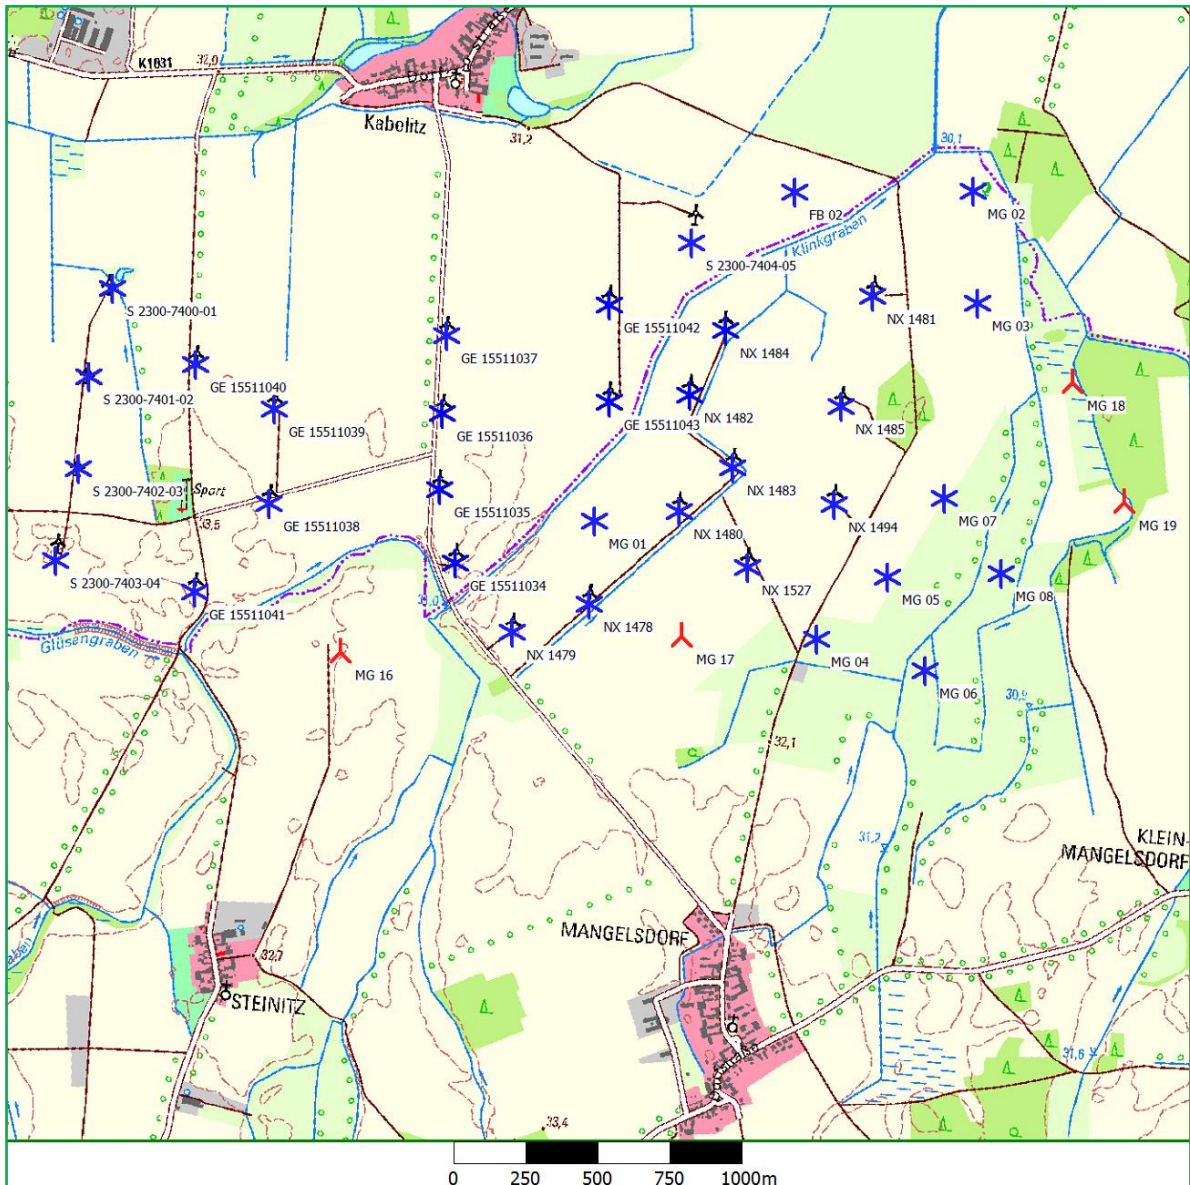 K1031
32,0
Dorfstraße
Kabelitz
31,2
30,1
FB 02
MG 02
Klinkgraben
S 2300-7404-05
S 2300-7400-01
GE 15511042
NX 1481
MG 03
GE 15511037
NX 1484
GE 15511040
S 2300-7401-02
MG 18
GE 15511039
GE 15511036
NX 1482
GE 15511043
NX 1485
S 2300-7402-03
Sport
NX 1483
33,5
GE 15511038
GE 15511035
MG 01
NX 1480
NX 1494
MG 07
MG 19
S 2300-7403-04
GE 15511034
NX 1527
MG 05
MG 08
GE 15511041
31,0
NX 1478
Glüsengraben
NX 1479
MG 16
MG 17
MG 04
MG 06
32,1
31,2
KLEIN-
MANGELSDORF
MANGELSDORF
32,7
STEINITZ
31,6
33,4
0 250 500 750 1000m